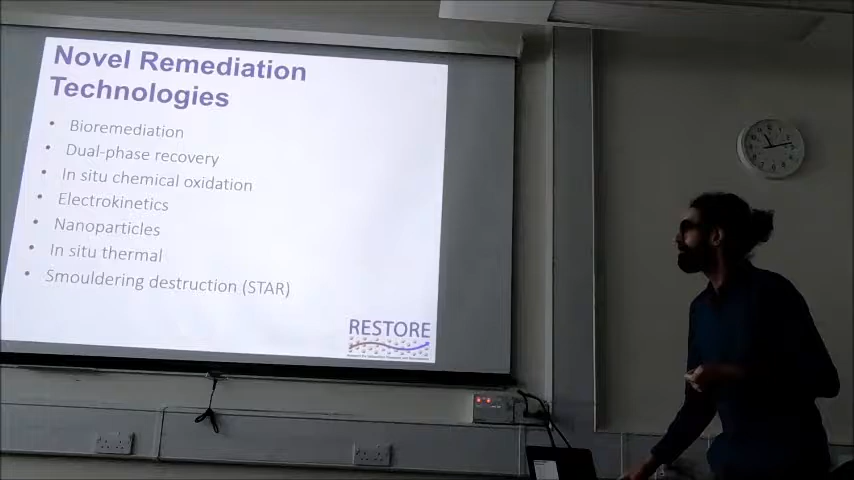 Novel Remediation
Technologies
• Bioremediation
• Dual-phase recovery
• In situ chemical oxidation
• Electrokinetics
• Nanoparticles
• In situ thermal
• Smouldering destruction (STAR)
RESTORE